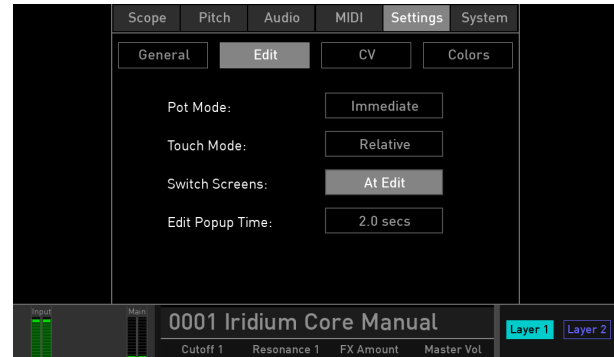 Scope Pitch Audio MIDI Settings System
General Edit CV Colors
Pot Mode: Immediate
Touch Mode: Relative
Switch Screens: At Edit
Edit Popup Time: 2.0 secs
Input Main 0001 Iridium Core Manual Layer 1 Layer 2
Cutoff 1 Resonance 1 FX Amount Master Vol